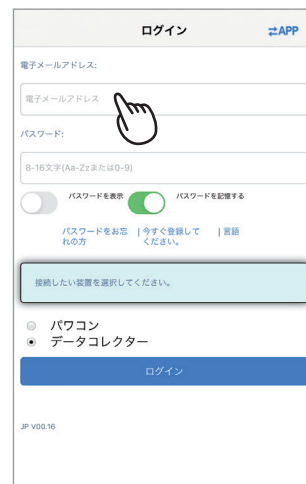 ログイン
⇄APP
電子メールアドレス:
電子メールアドレス
パスワード:
8-16文字(Aa-Zzまたは0-9)
パスワードを表示 パスワードを記憶する
パスワードをお忘 |今すぐ登録して |言語
れの方 ください。
接続したい装置を選択してください。
パワコン
データコレクター
ログイン
JP V00.16